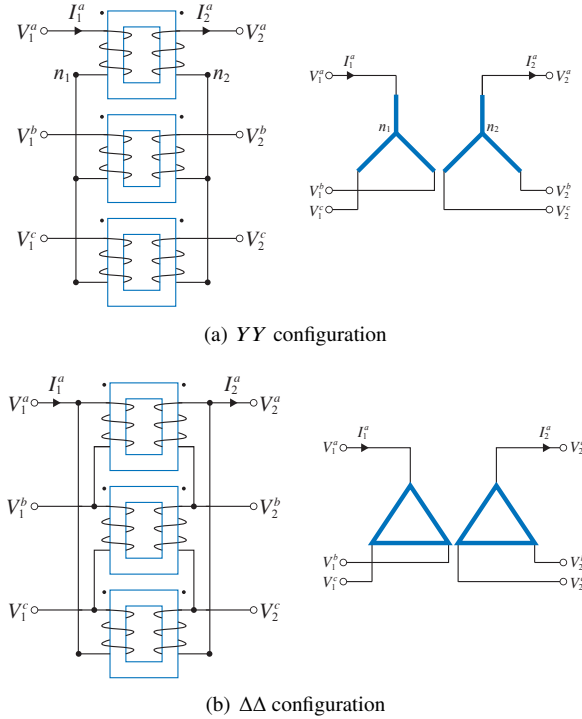 I₁ᵃ I₂ᵃ
V₁ᵃ V₂ᵃ
n₁ n₂
V₁ᵇ V₂ᵇ
V₁ᶜ V₂ᶜ
I₁ᵃ I₂ᵃ
V₁ᵃ V₂ᵃ
n₁ n₂
V₁ᵇ V₂ᵇ
V₁ᶜ V₂ᶜ
(a) YY configuration
I₁ᵃ I₂ᵃ
V₁ᵃ V₂ᵃ
V₁ᵇ V₂ᵇ
V₁ᶜ V₂ᶜ
I₁ᵃ I₂ᵃ
V₁ᵃ
V₁ᵇ
V₁ᶜ
(b) ΔΔ configuration